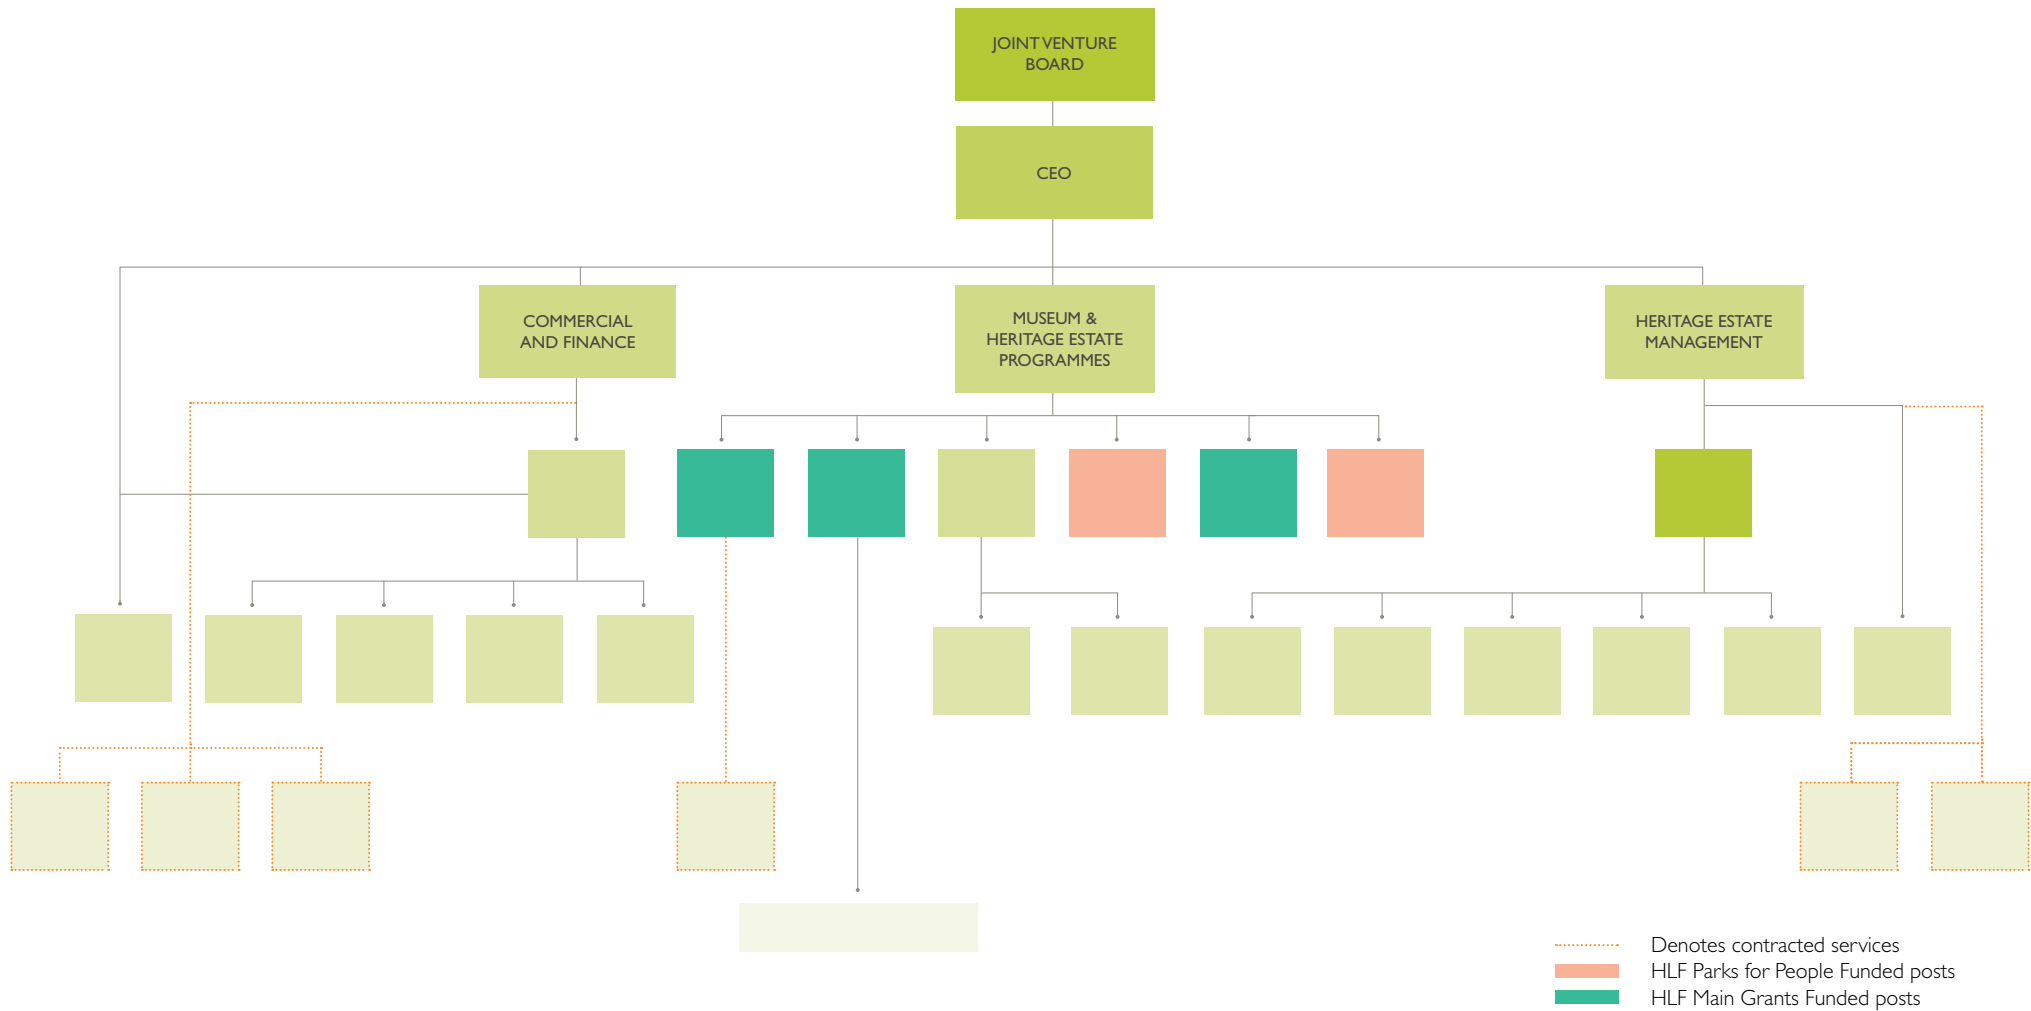 JOINT VENTURE
BOARD
CEO
COMMERCIAL
AND FINANCE
MUSEUM &
HERITAGE ESTATE
PROGRAMMES
HERITAGE ESTATE
MANAGEMENT
Denotes contracted services
HLF Parks for People Funded posts
HLF Main Grants Funded posts